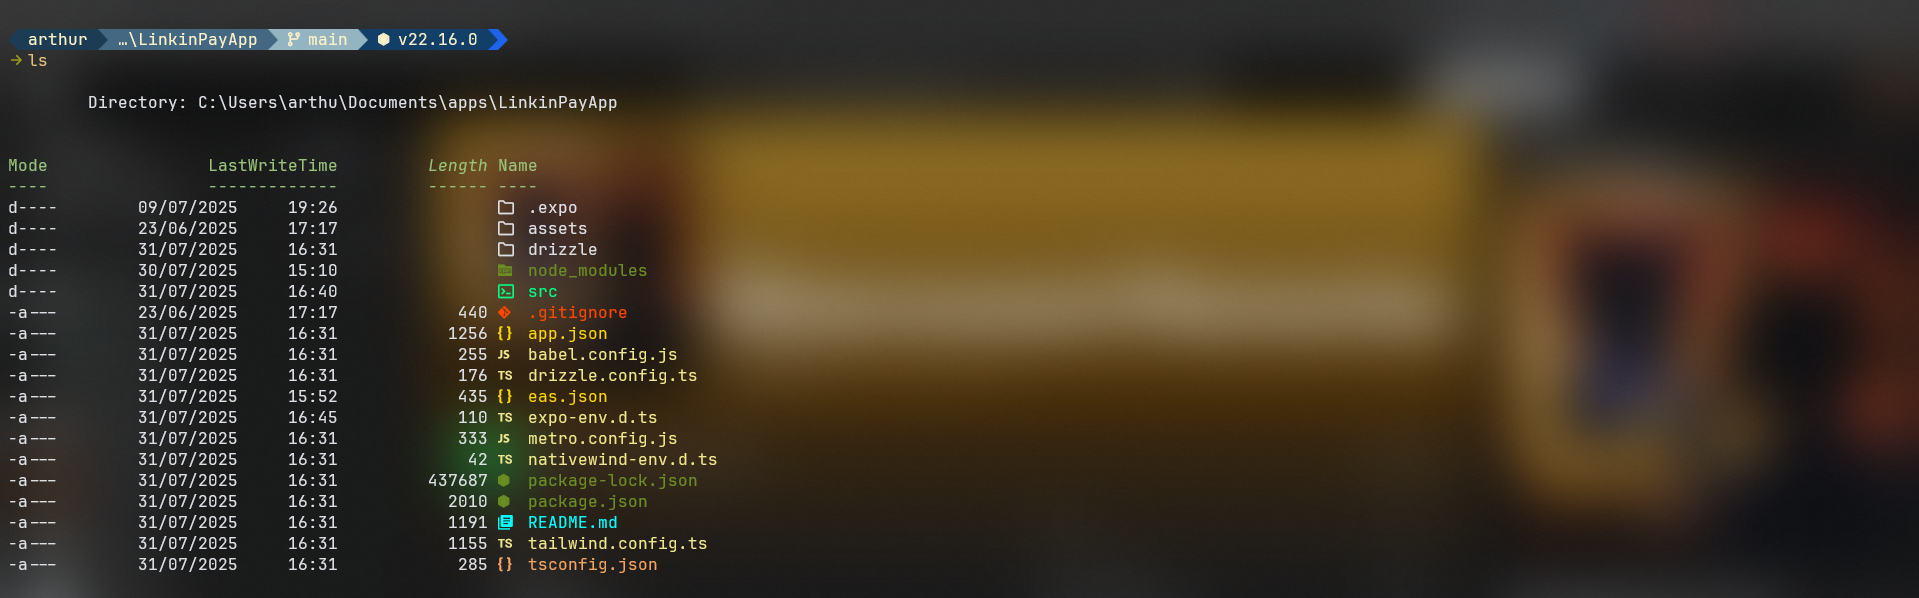 arthur …\LinkinPayApp main v22.16.0
→ ls
Directory: C:\Users\arthu\Documents\apps\LinkinPayApp
Mode LastWriteTime Length Name
---- ------------- ------ ----
d---- 09/07/2025 19:26 .expo
d---- 23/06/2025 17:17 assets
d---- 31/07/2025 16:31 drizzle
d---- 30/07/2025 15:10 node_modules
d---- 31/07/2025 16:40 src
-a--- 23/06/2025 17:17 440 .gitignore
-a--- 31/07/2025 16:31 1256 {} app.json
-a--- 31/07/2025 16:31 255 JS babel.config.js
-a--- 31/07/2025 16:31 176 TS drizzle.config.ts
-a--- 31/07/2025 15:52 435 {} eas.json
-a--- 31/07/2025 16:45 110 TS expo-env.d.ts
-a--- 31/07/2025 16:31 333 JS metro.config.js
-a--- 31/07/2025 16:31 42 TS nativewind-env.d.ts
-a--- 31/07/2025 16:31 437687 package-lock.json
-a--- 31/07/2025 16:31 2010 package.json
-a--- 31/07/2025 16:31 1191 README.md
-a--- 31/07/2025 16:31 1155 TS tailwind.config.ts
-a--- 31/07/2025 16:31 285 {} tsconfig.json